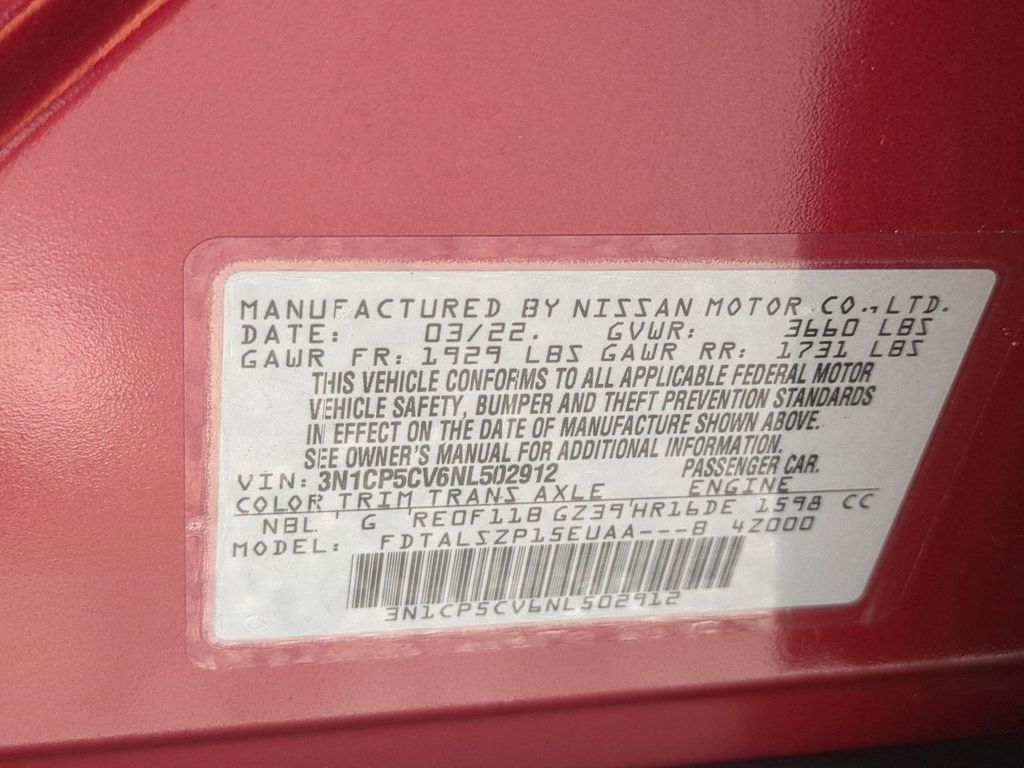 MANUFACTURED BY NISSAN MOTOR CO.,LTD.
DATE: 03/22. GVWR: 3660 LBS
GAWR FR: 1929 LBS GAWR RR: 1731 LBS
THIS VEHICLE CONFORMS TO ALL APPLICABLE FEDERAL MOTOR
VEHICLE SAFETY, BUMPER AND THEFT PREVENTION STANDARDS
IN EFFECT ON THE DATE OF MANUFACTURE SHOWN ABOVE.
SEE OWNER'S MANUAL FOR ADDITIONAL INFORMATION.
VIN: 3N1CP5CV6NL502912 PASSENGER CAR.
COLOR TRIM TRANS AXLE ENGINE
NBL G RE0F11B GZ39 HR16DE 1598 CC
MODEL: FDTALSZP15EUAA---B 4Z000
3N1CP5CV6NL502912